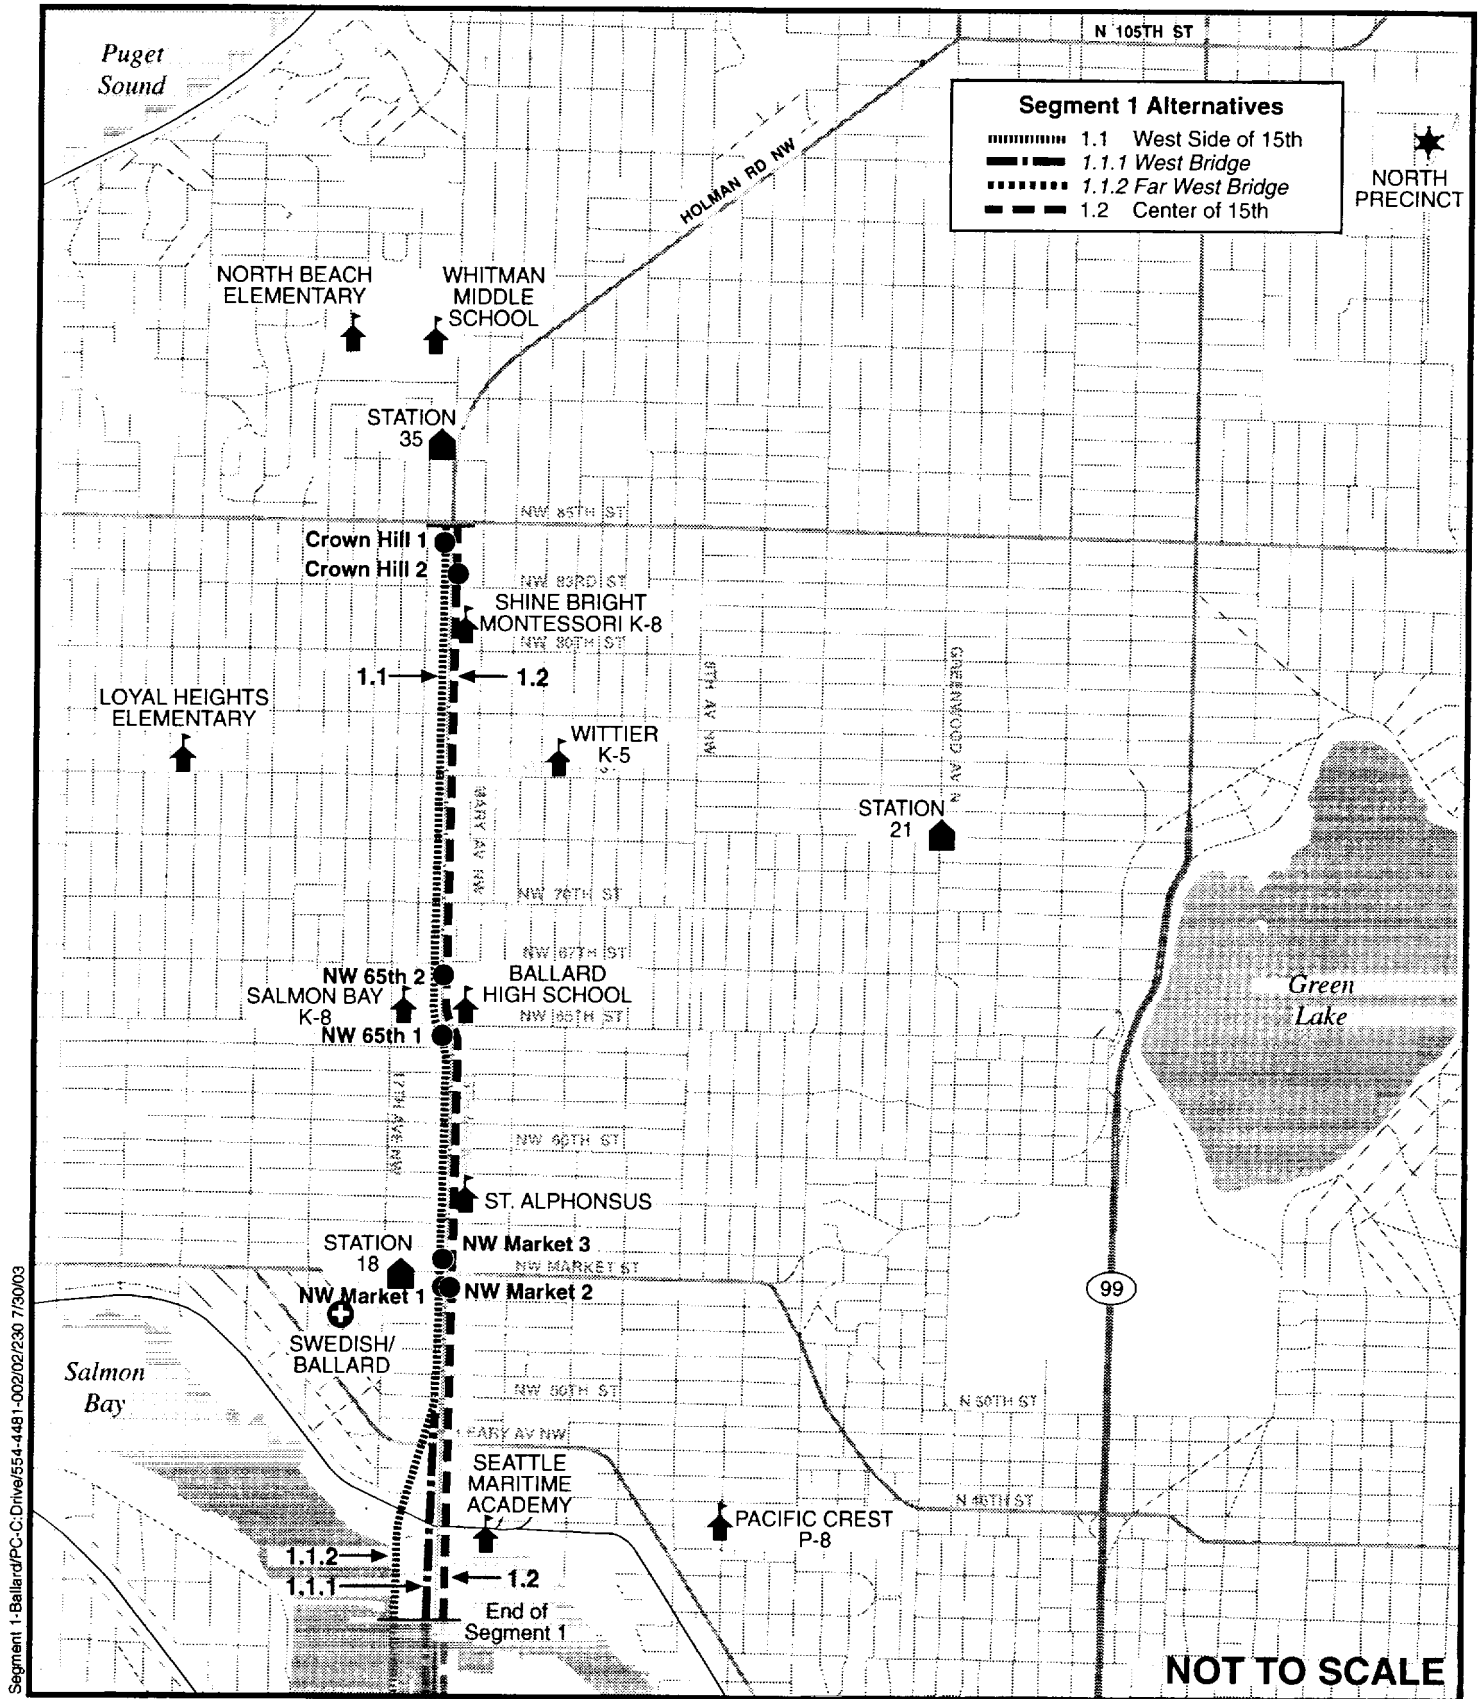 N 105TH ST
Puget
Sound
Segment 1 Alternatives
1.1 West Side of 15th
1.1.1 West Bridge
1.1.2 Far West Bridge
1.2 Center of 15th
NORTH
PRECINCT
HOLMAN RD NW
NORTH BEACH
ELEMENTARY
WHITMAN
MIDDLE
SCHOOL
STATION
35
NW 85TH ST
Crown Hill 1
Crown Hill 2
NW 83RD ST
SHINE BRIGHT
MONTESSORI K-8
NW 80TH ST
1.1
1.2
8TH AV NW
GREENWOOD AV N
LOYAL HEIGHTS
ELEMENTARY
WITTIER
K-5
MARY AV NW
STATION
21
NW 70TH ST
NW 67TH ST
NW 65th 2
BALLARD
HIGH SCHOOL
SALMON BAY
K-8
NW 65TH ST
NW 65th 1
Green
Lake
17TH AVE NW
NW 60TH ST
ST. ALPHONSUS
STATION
18
NW Market 3
NW MARKET ST
NW Market 1
NW Market 2
99
SWEDISH/
BALLARD
Salmon
Bay
NW 50TH ST
N 50TH ST
LEARY AV NW
SEATTLE
MARITIME
ACADEMY
N 46TH ST
PACIFIC CREST
P-8
1.1.2
1.1.1
1.2
End of
Segment 1
NOT TO SCALE
Segment 1-Ballard/PC-C:Drive/554-4481-002/02/230 7/30/03